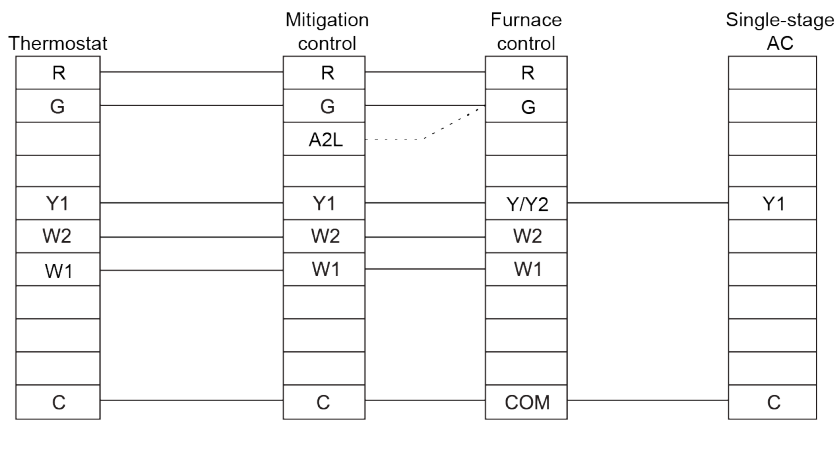 Thermostat
Mitigation
control
Furnace
control
Single-stage
AC
R R R
G G G
A2L
Y1 Y1 Y/Y2 Y1
W2 W2 W2
W1 W1 W1
C C COM C